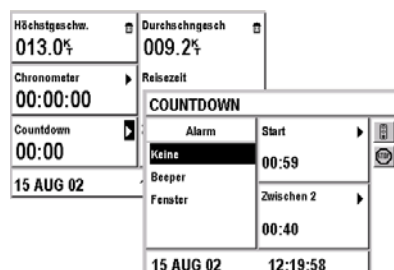 Höchstgeschw.
013.0 K/T
Durchschngesch
009.2 K/T
Chronometer
00:00:00
Reisezeit
Countdown
00:00
15 AUG 02
COUNTDOWN
Alarm
Keine
Beeper
Fenster
Start
00:59
Zwischen 2
00:40
15 AUG 02
12:19:58
STOP